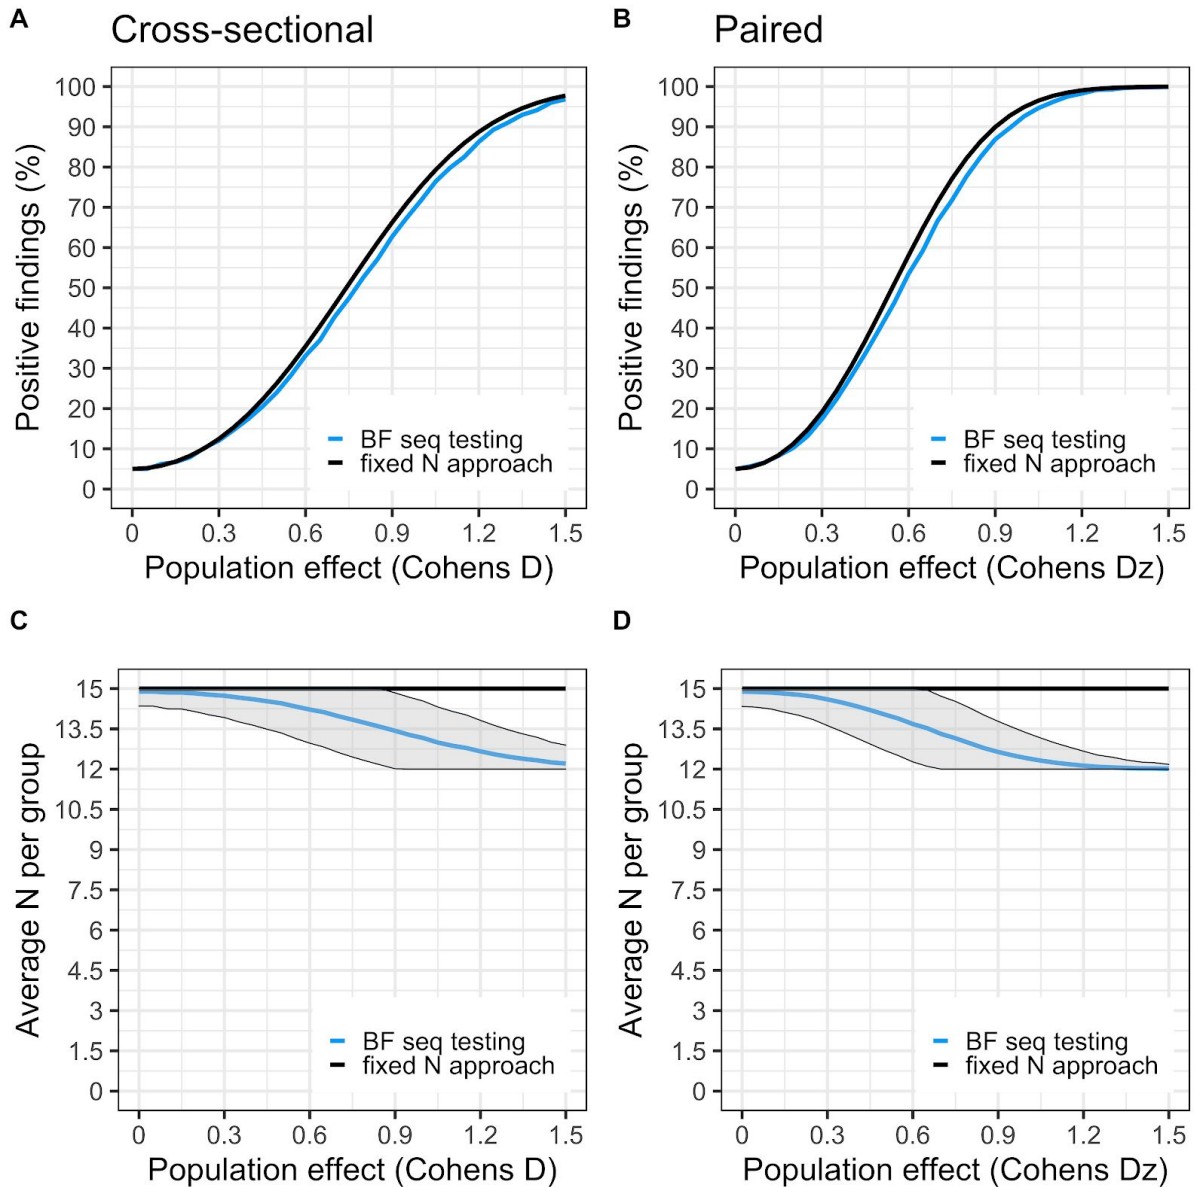 A
Cross-sectional
Positive findings (%)
100
90
80
70
60
50
40
30
20
10
0
BF seq testing
fixed N approach
0 0.3 0.6 0.9 1.2 1.5
Population effect (Cohens D)
B
Paired
Positive findings (%)
100
90
80
70
60
50
40
30
20
10
0
BF seq testing
fixed N approach
0 0.3 0.6 0.9 1.2 1.5
Population effect (Cohens Dz)
C
Average N per group
15
13.5
12
10.5
9
7.5
6
4.5
3
1.5
0
BF seq testing
fixed N approach
0 0.3 0.6 0.9 1.2 1.5
Population effect (Cohens D)
D
Average N per group
15
13.5
12
10.5
9
7.5
6
4.5
3
1.5
0
BF seq testing
fixed N approach
0 0.3 0.6 0.9 1.2 1.5
Population effect (Cohens Dz)